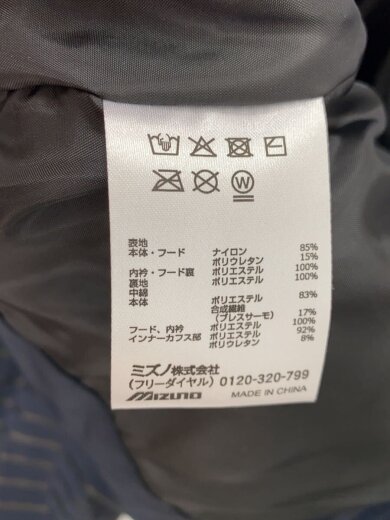 表地
本体・フード ナイロン 85%
ポリウレタン 15%
内衿・フード裏 ポリエステル 100%
裏地 ポリエステル 100%
中綿
本体 ポリエステル 83%
合成繊維
(ブレスサーモ) 17%
フード、内衿 ポリエステル 100%
インナーカフス部 ポリエステル 92%
ポリウレタン 8%
ミズノ株式会社
(フリーダイヤル) 0120-320-799
MIZUNO MADE IN CHINA